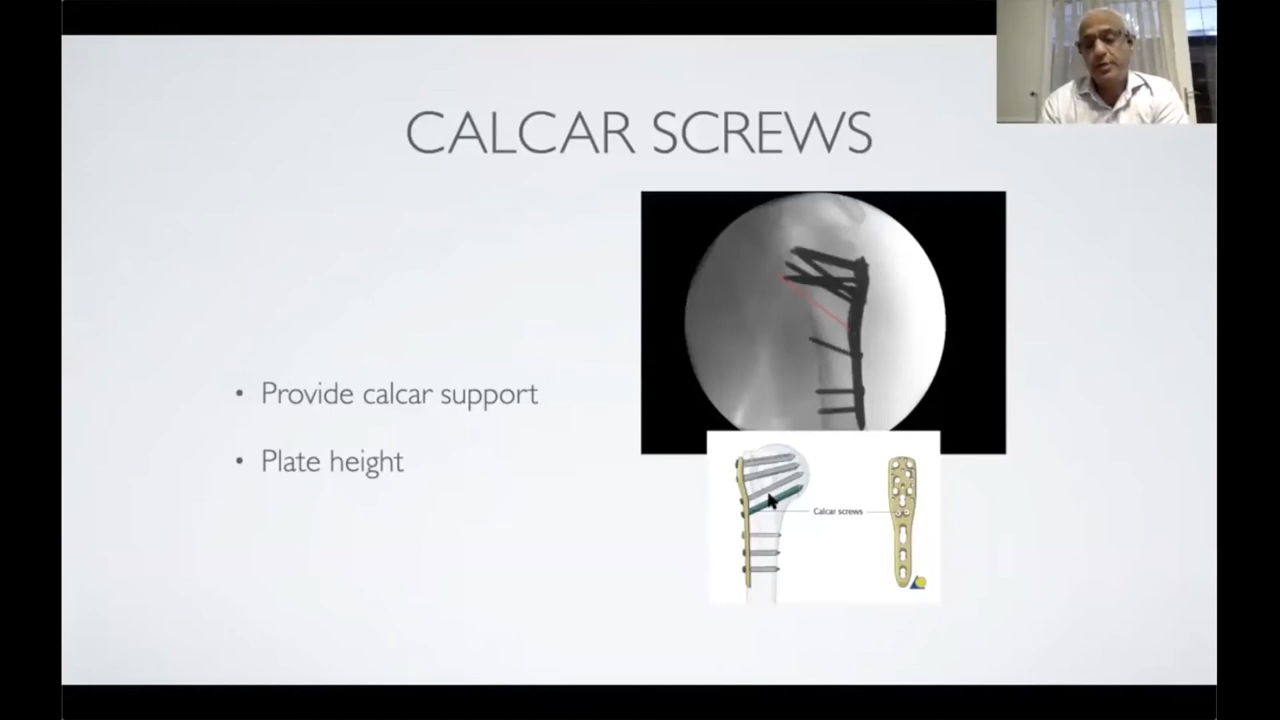 CALCAR SCREWS
• Provide calcar support
• Plate height
Calcar screws